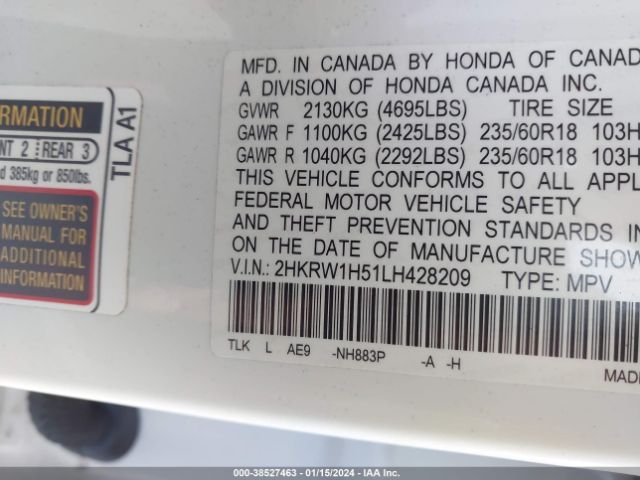 MFD. IN CANADA BY HONDA OF CANAD
A DIVISION OF HONDA CANADA INC.
GVWR 2130KG (4695LBS) TIRE SIZE
GAWR F 1100KG (2425LBS) 235/60R18 103H
GAWR R 1040KG (2292LBS) 235/60R18 103H
THIS VEHICLE CONFORMS TO ALL APPL
FEDERAL MOTOR VEHICLE SAFETY
AND THEFT PREVENTION STANDARDS IN
ON THE DATE OF MANUFACTURE SHOW
V.I.N.: 2HKRW1H51LH428209 TYPE: MPV
TLK L AE9 -NH883P -A -H
MADE
RMATION
NT 2 REAR 3
d 385kg or 850lbs.
SEE OWNER'S
MANUAL FOR
ADDITIONAL
INFORMATION
TLA A1
000-38527463 - 01/15/2024 - IAA Inc.